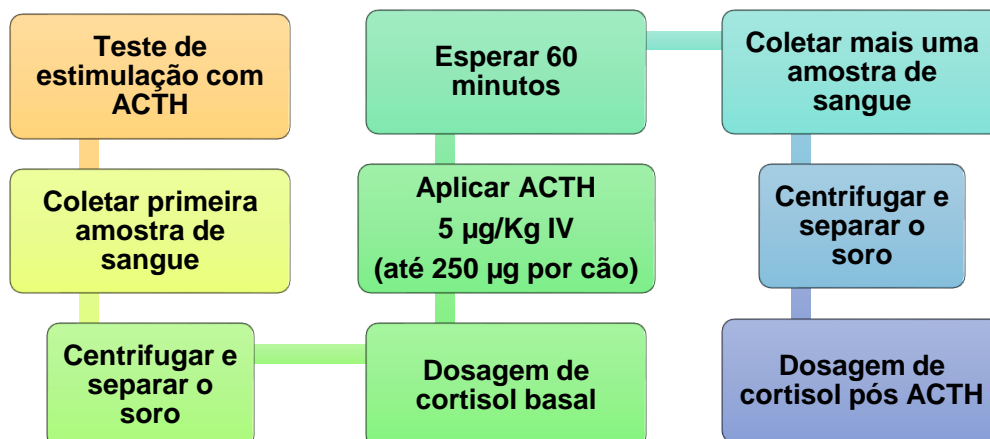 Teste de
estimulação com
ACTH
Coletar primeira
amostra de
sangue
Centrifugar e
separar o
soro
Dosagem de
cortisol basal
Aplicar ACTH
5 µg/Kg IV
(até 250 µg por cão)
Esperar 60
minutos
Coletar mais uma
amostra de
sangue
Centrifugar e
separar o
soro
Dosagem de
cortisol pós ACTH